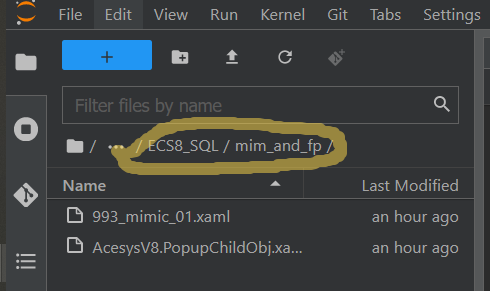 File Edit View Run Kernel Git Tabs Settings
+
Filter files by name
/ ... / ECS8_SQL / mim_and_fp /
Name Last Modified
993_mimic_01.xaml an hour ago
AcesysV8.PopupChildObj.xa... an hour ago